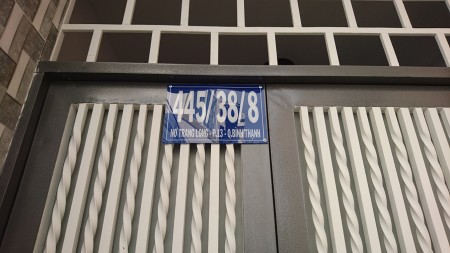 445/38/8
NƠ TRANG LONG - P.13 - Q.BÌNH THẠNH